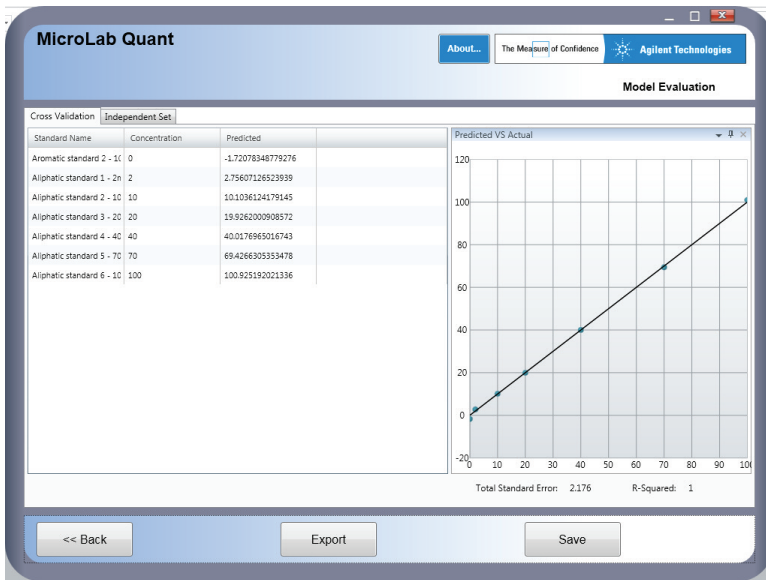 MicroLab Quant
About...
The Measure of Confidence
Agilent Technologies
Model Evaluation
Cross Validation Independent Set
Standard Name Concentration Predicted
Aromatic standard 2 - 10 0 -1.72078348779276
Aliphatic standard 1 - 2n 2 2.75607126523939
Aliphatic standard 2 - 10 10 10.1036124179145
Aliphatic standard 3 - 20 20 19.9262000908572
Aliphatic standard 4 - 40 40 40.0176965016743
Aliphatic standard 5 - 70 70 69.4266305353478
Aliphatic standard 6 - 10 100 100.925192021336
Predicted VS Actual
120
100
80
60
40
20
0
-20
0 10 20 30 40 50 60 70 80 90 10
Total Standard Error: 2.176 R-Squared: 1
<< Back Export Save